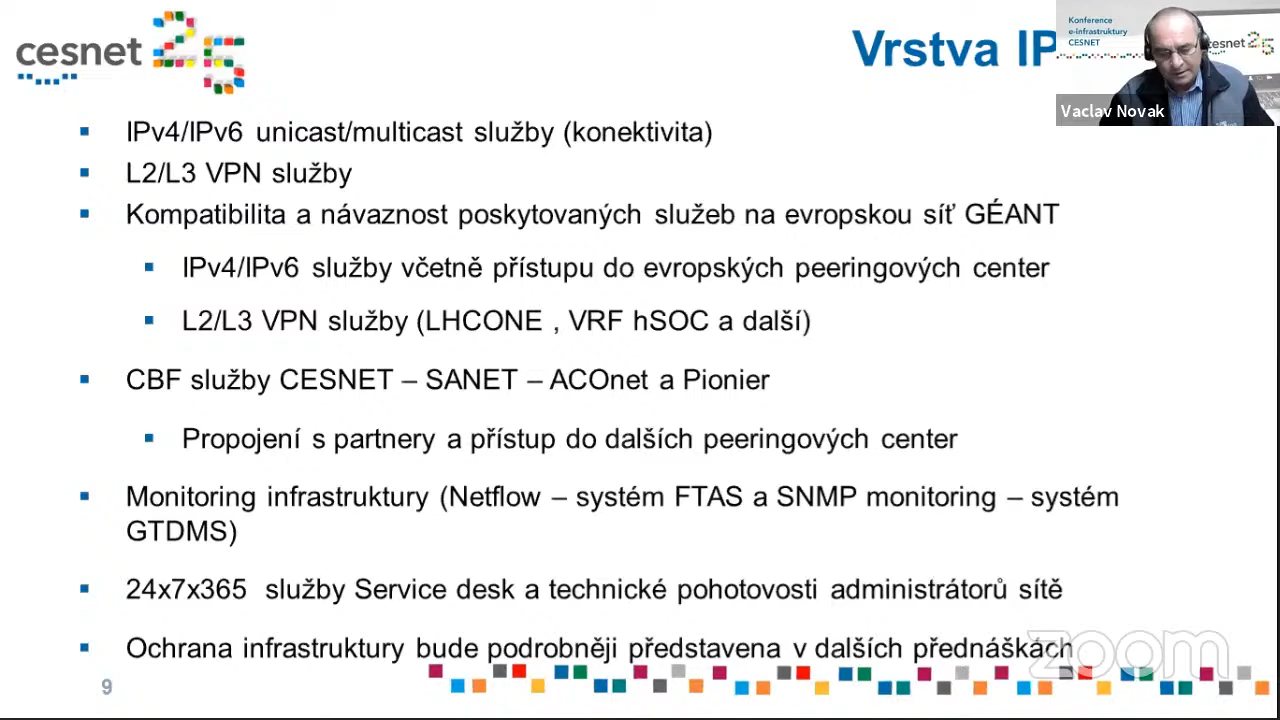 cesnet 25
Vrstva IP
Konference
e-infrastruktury
CESNET
cesnet 25
Vaclav Novak
IPv4/IPv6 unicast/multicast služby (konektivita)
L2/L3 VPN služby
Kompatibilita a návaznost poskytovaných služeb na evropskou síť GÉANT
IPv4/IPv6 služby včetně přístupu do evropských peeringových center
L2/L3 VPN služby (LHCONE , VRF hSOC a další)
CBF služby CESNET – SANET – ACOnet a Pionier
Propojení s partnery a přístup do dalších peeringových center
Monitoring infrastruktury (Netflow – systém FTAS a SNMP monitoring – systém
GTDMS)
24x7x365 služby Service desk a technické pohotovosti administrátorů sítě
Ochrana infrastruktury bude podrobněji představena v dalších přednáškách
zoom
9